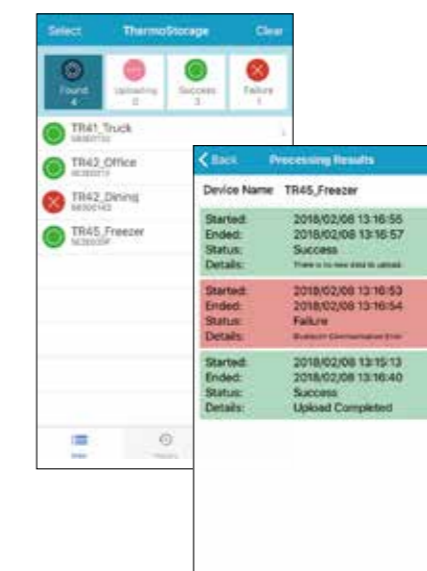 Select ThermoStorage Clear
Found Uploading Success Failure
4 0 3 1
TR41_Truck
TR42_Office
TR42_Dining
TR45_Freezer
Back Processing Results
Device Name TR45_Freezer
Started: 2018/02/08 13:16:55
Ended: 2018/02/08 13:16:57
Status: Success
Details: There is no new data to upload.
Started: 2018/02/08 13:16:53
Ended: 2018/02/08 13:16:54
Status: Failure
Details: Bluetooth Communication Error
Started: 2018/02/08 13:15:13
Ended: 2018/02/08 13:16:40
Status: Success
Details: Upload Completed